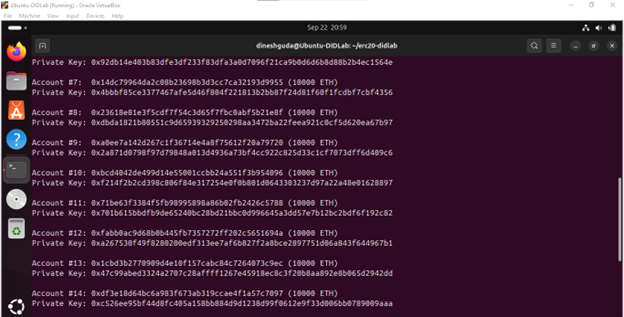 Ubuntu-DIDLab [Running] - Oracle VirtualBox
File Machine View Input Devices Help
Sep 22 20:59
dineshguda@Ubuntu-DIDLab: ~/erc20-didlab
Private Key: 0x92db14e403b83dfe3df233f83dfa3a0d7096f21ca9b0d6d6b8d88b2b4ec1564e
Account #7: 0x14dc79964da2c08b23698b3d3cc7ca32193d9955 (10000 ETH)
Private Key: 0x4bbbf85ce3377467afe5d46f804f221813b2bb87f24d81f60f1fcdbf7cbf4356
Account #8: 0x23618e81e3f5cdf7f54c3d65f7fbc0abf5b21e8f (10000 ETH)
Private Key: 0xdbda1821b80551c9d65939329250298aa3472ba22feea921c0cf5d620ea67b97
Account #9: 0xa0ee7a142d267c1f36714e4a8f75612f20a79720 (10000 ETH)
Private Key: 0x2a871d0798f97d79848a013d4936a73bf4cc922c825d33c1cf7073dff6d409c6
Account #10: 0xbcd4042de499d14e55001ccbb24a551f3b954096 (10000 ETH)
Private Key: 0xf214f2b2cd398c806f84e317254e0f0b801d0643303237d97a22a48e01628897
Account #11: 0x71be63f3384f5fb98995898a86b02fb2426c5788 (10000 ETH)
Private Key: 0x701b615bbdfb9de65240bc28bd21bbc0d996645a3dd57e7b12bc2bdf6f192c82
Account #12: 0xfabb0ac9d68b0b445fb7357272ff202c5651694a (10000 ETH)
Private Key: 0xa267530f49f8280200edf313ee7af6b827f2a8bce2897751d06a843f644967b1
Account #13: 0x1cbd3b2770909d4e10f157cabc84c7264073c9ec (10000 ETH)
Private Key: 0x47c99abed3324a2707c28affff1267e45918ec8c3f20b8aa892e8b065d2942dd
Account #14: 0xdf3e18d64bc6a983f673ab319ccae4f1a57c7097 (10000 ETH)
Private Key: 0xc526ee95bf44d8fc405a158bb884d9d1238d99f0612e9f33d006bb0789009aaa